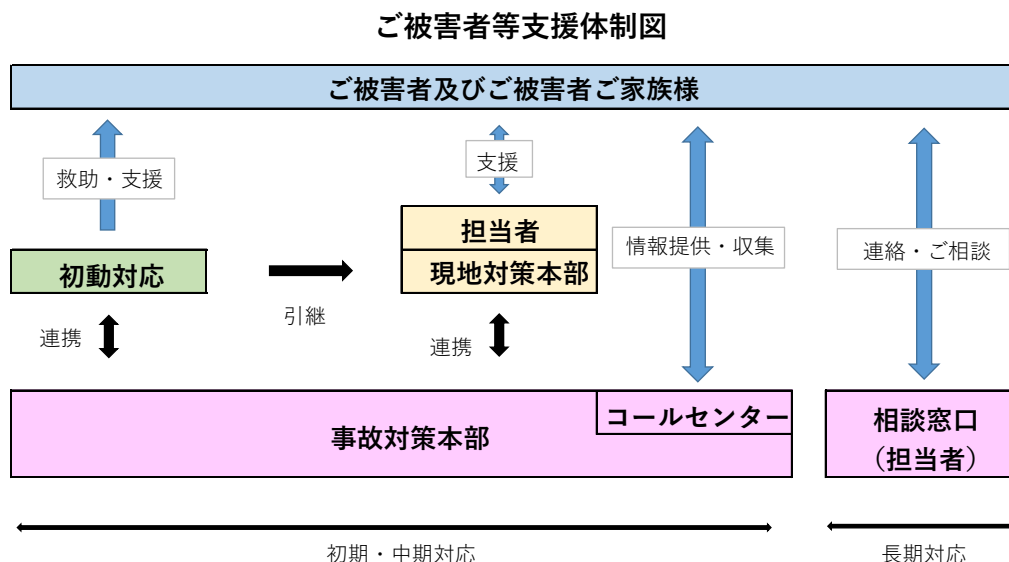 ご被害者等支援体制図
ご被害者及びご被害者ご家族様
救助・支援
支援
情報提供・収集
連絡・ご相談
担当者
現地対策本部
初動対応
引継
連携
連携
コールセンター
事故対策本部
相談窓口
（担当者）
初期・中期対応
長期対応